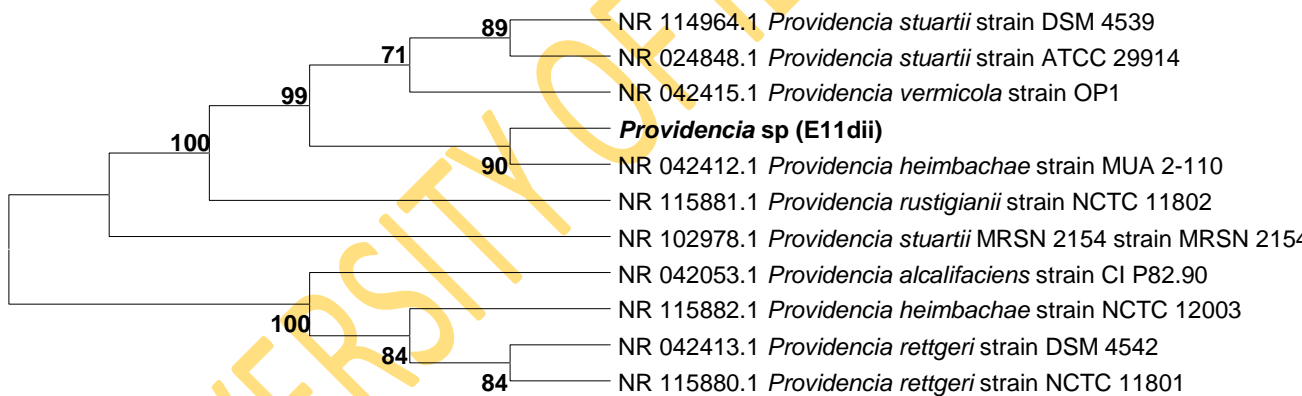 NR 114964.1 Providencia stuartii strain DSM 4539
89
NR 024848.1 Providencia stuartii strain ATCC 29914
71
NR 042415.1 Providencia vermicola strain OP1
99
Providencia sp (E11dii)
100
90
NR 042412.1 Providencia heimbachae strain MUA 2-110
NR 115881.1 Providencia rustigianii strain NCTC 11802
NR 102978.1 Providencia stuartii MRSN 2154 strain MRSN 2154
NR 042053.1 Providencia alcalifaciens strain CI P82.90
100
NR 115882.1 Providencia heimbachae strain NCTC 12003
84
NR 042413.1 Providencia rettgeri strain DSM 4542
84
NR 115880.1 Providencia rettgeri strain NCTC 11801
VERSITY OF